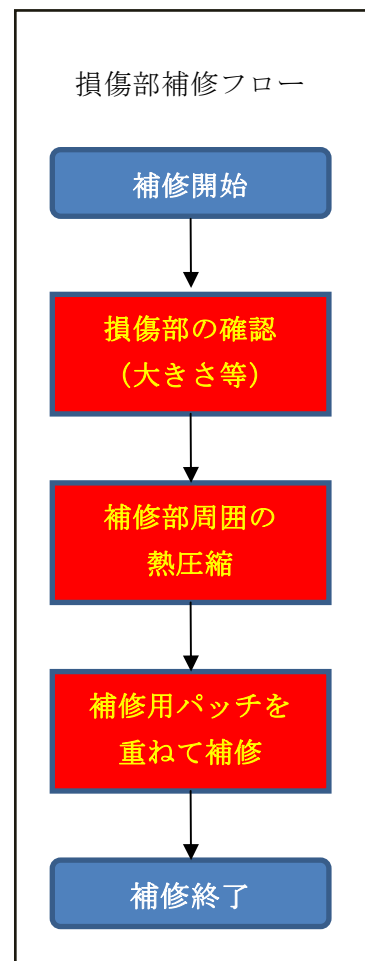 損傷部補修フロー
補修開始
損傷部の確認
（大きさ等）
補修部周囲の
熱圧縮
補修用パッチを
重ねて補修
補修終了